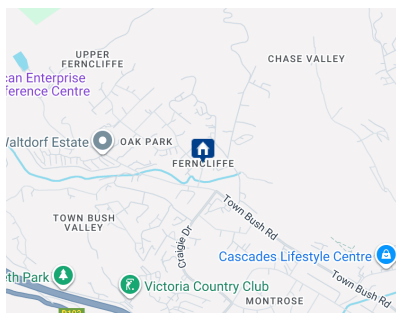 UPPER
FERNCLIFFE
CHASE VALLEY
can Enterprise
ference Centre
Waltdorf Estate
OAK PARK
FERNCLIFFE
TOWN BUSH
VALLEY
Town Bush Rd
Craigie Dr
Cascades Lifestyle Centre
Town Bush Rd
eth Park
Victoria Country Club
MONTROSE